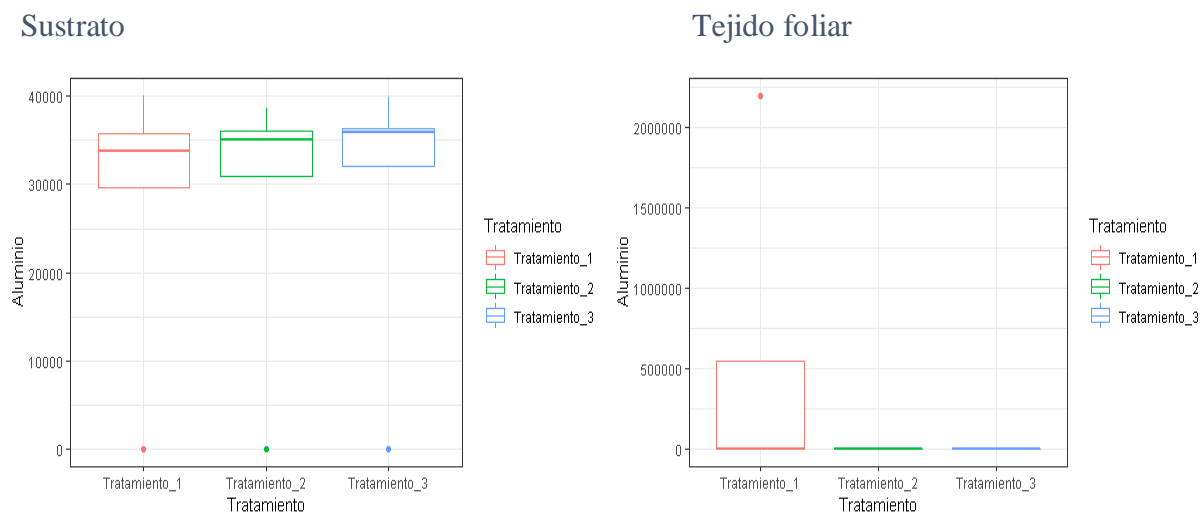 Sustrato
40000
30000
20000
10000
0
Aluminio
Tratamiento_1 Tratamiento_2 Tratamiento_3
Tratamiento
Tratamiento
Tratamiento_1
Tratamiento_2
Tratamiento_3
Tejido foliar
2000000
1500000
1000000
500000
0
Aluminio
Tratamiento_1 Tratamiento_2 Tratamiento_3
Tratamiento
Tratamiento
Tratamiento_1
Tratamiento_2
Tratamiento_3